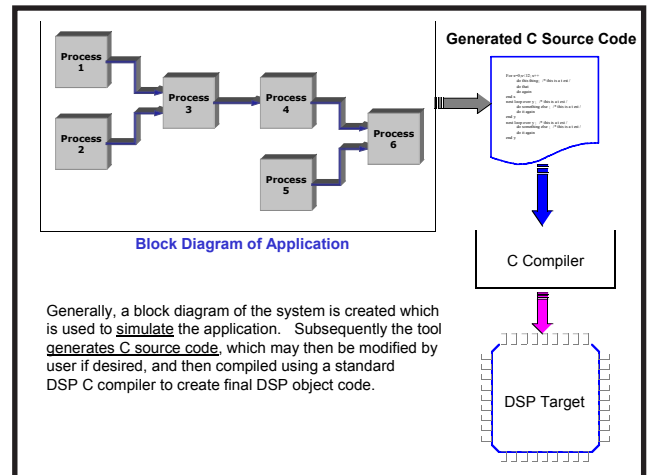 Generated C Source Code
Process
1
Process
2
Process
3
Process
4
Process
5
Process
6
Block Diagram of Application
C Compiler
DSP Target
Generally, a block diagram of the system is created which
is used to simulate the application. Subsequently the tool
generates C source code, which may then be modified by
user if desired, and then compiled using a standard
DSP C compiler to create final DSP object code.